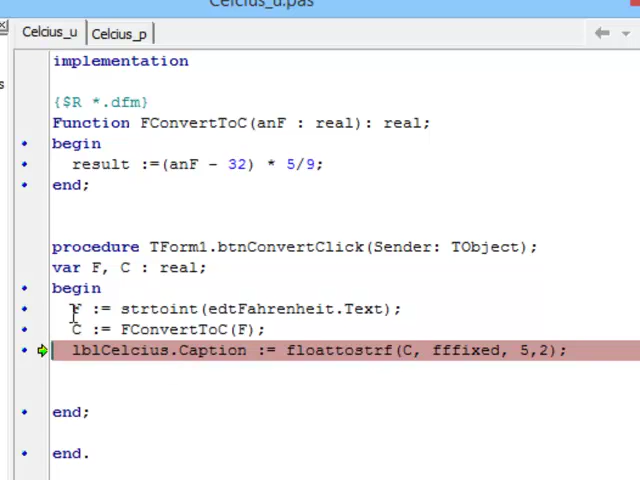 Celcius_u.pas
Celcius_u
Celcius_p
implementation
{$R *.dfm}
Function FConvertToC(anF : real): real;
begin
result :=(anF - 32) * 5/9;
end;
procedure TForm1.btnConvertClick(Sender: TObject);
var F, C : real;
begin
F := strtoint(edtFahrenheit.Text);
C := FConvertToC(F);
lblCelcius.Caption := floattostrf(C, fffixed, 5,2);
end;
end.